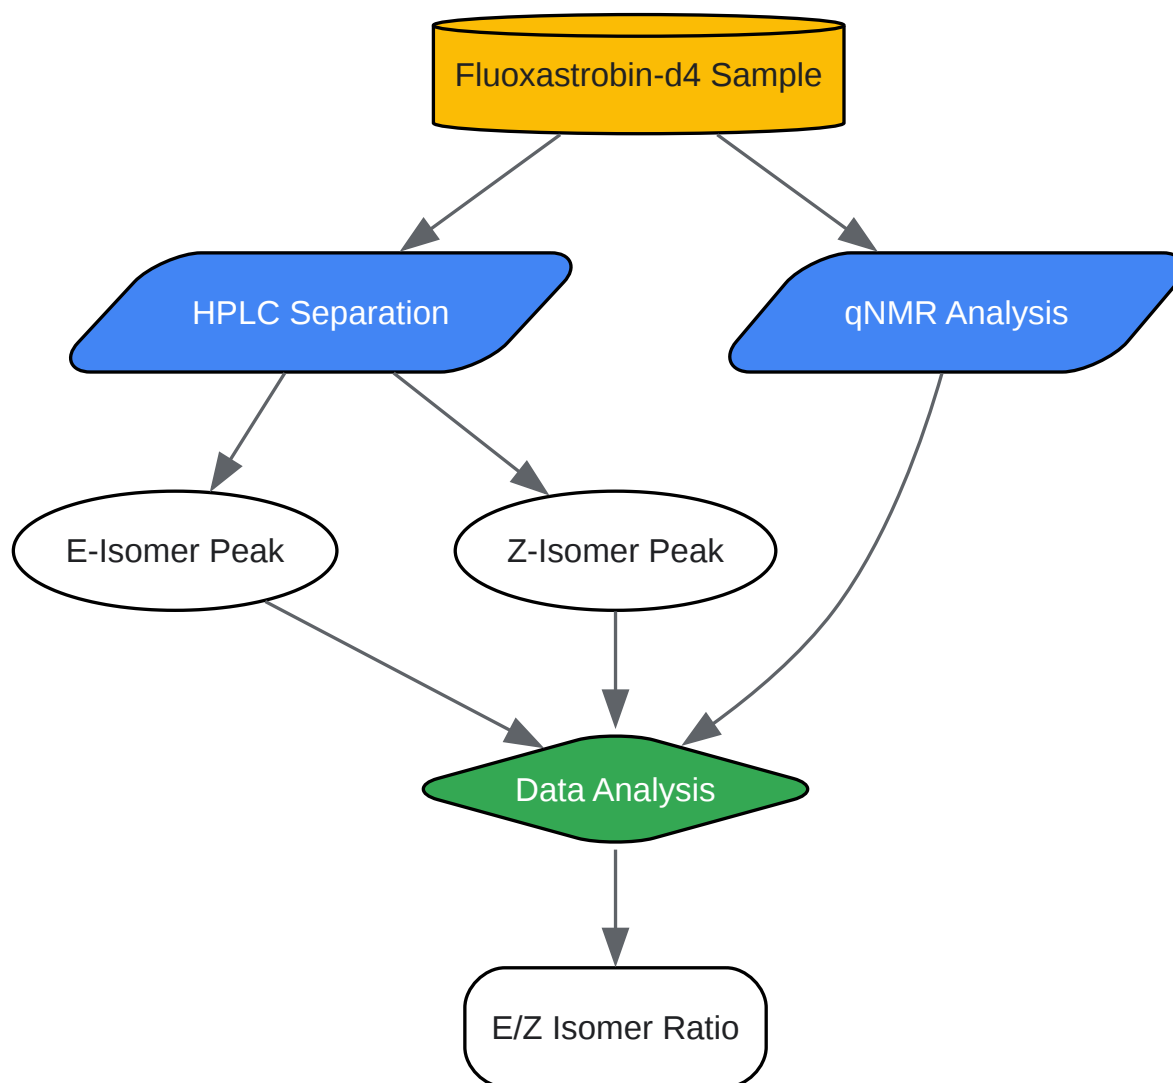 Fluoxastrobin-d4 Sample
HPLC Separation
qNMR Analysis
E-Isomer Peak
Z-Isomer Peak
Data Analysis
E/Z Isomer Ratio